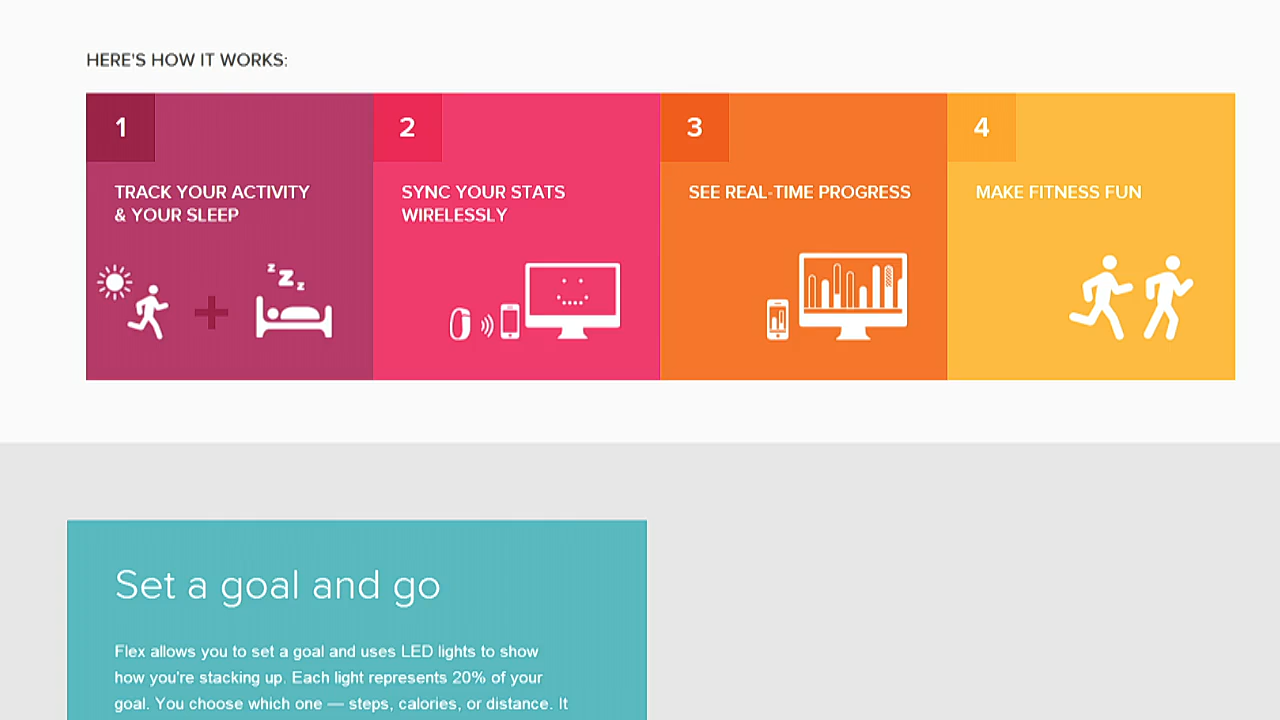 HERE'S HOW IT WORKS:
1
TRACK YOUR ACTIVITY
& YOUR SLEEP
z z z
2
SYNC YOUR STATS
WIRELESSLY
3
SEE REAL-TIME PROGRESS
4
MAKE FITNESS FUN
Set a goal and go
Flex allows you to set a goal and uses LED lights to show
how you're stacking up. Each light represents 20% of your
goal. You choose which one — steps, calories, or distance. It